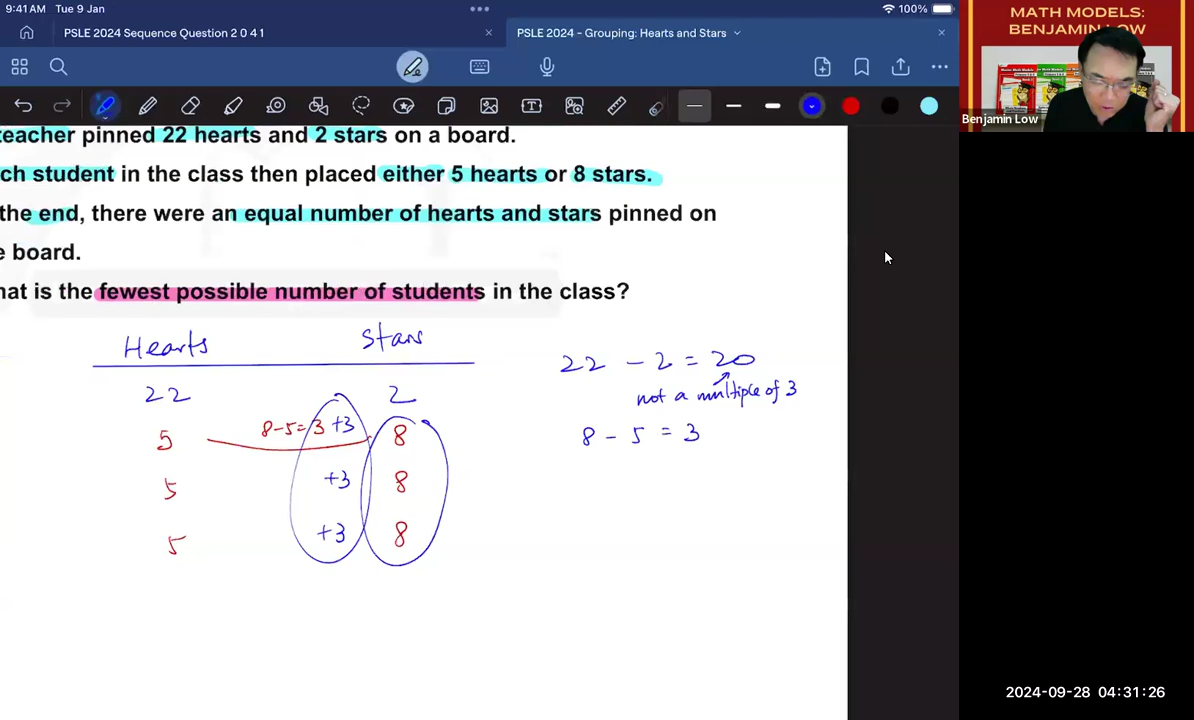 9:41 AM Tue 9 Jan
100%
PSLE 2024 Sequence Question 2 0 4 1
PSLE 2024 - Grouping: Hearts and Stars
MATH MODELS:
BENJAMIN LOW
Benjamin Low
teacher pinned 22 hearts and 2 stars on a board.
ch student in the class then placed either 5 hearts or 8 stars.
the end, there were an equal number of hearts and stars pinned on
e board.
hat is the fewest possible number of students in the class?
Hearts Stars
22 2
5 8-5=3 +3 8
5 +3 8
5 +3 8
22 - 2 = 20
not a multiple of 3
8 - 5 = 3
2024-09-28 04:31:26